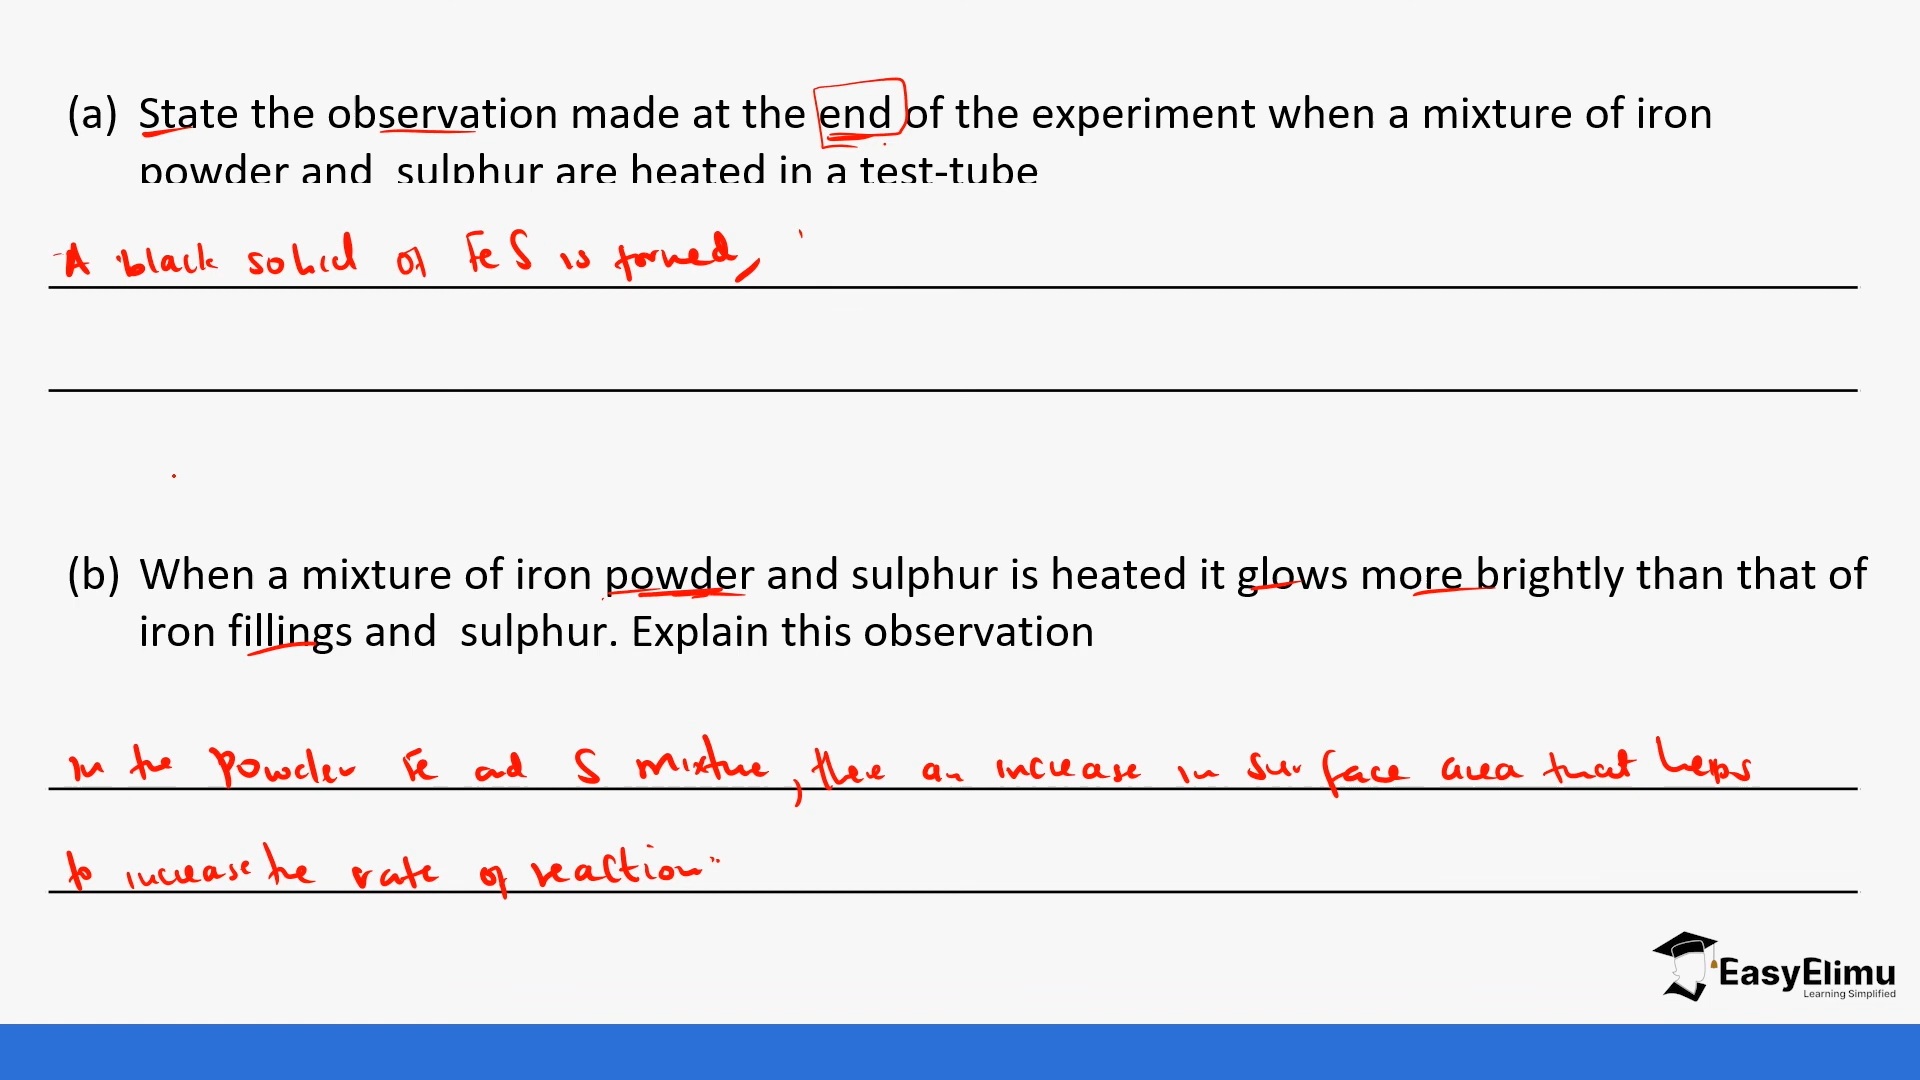 (a) State the observation made at the end of the experiment when a mixture of iron
powder and sulphur are heated in a test-tube
A black solid of FeS is formed,
(b) When a mixture of iron powder and sulphur is heated it glows more brightly than that of
iron fillings and sulphur. Explain this observation
In the Powder Fe and S mixture, there an increase in surface area that helps
to increase the rate of reaction
EasyElimu
Learning Simplified